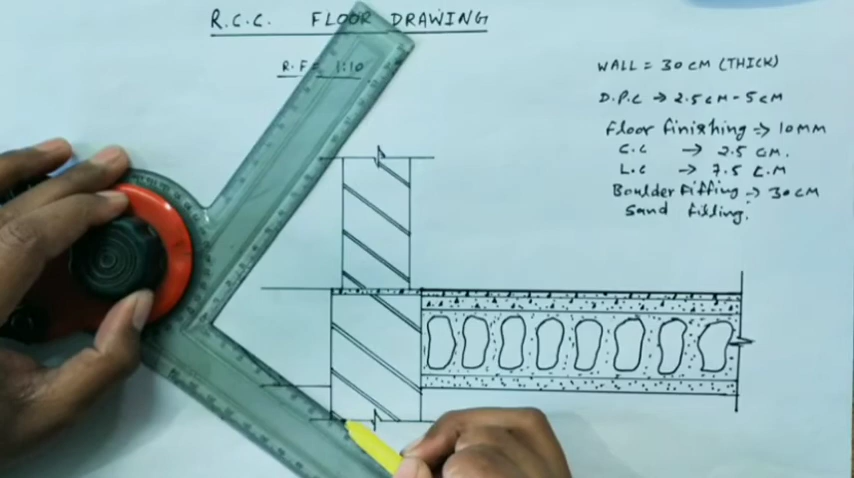 R.C.C. FLOOR DRAWING
R.F = 1:10
WALL = 30 CM (THICK)
D.P.C → 2.5 CM - 5 CM
Floor finishing → 10MM
C.C → 2.5 CM.
L.C → 7.5 C.M
Boulder Fiffing → 30 CM
Sand filling.